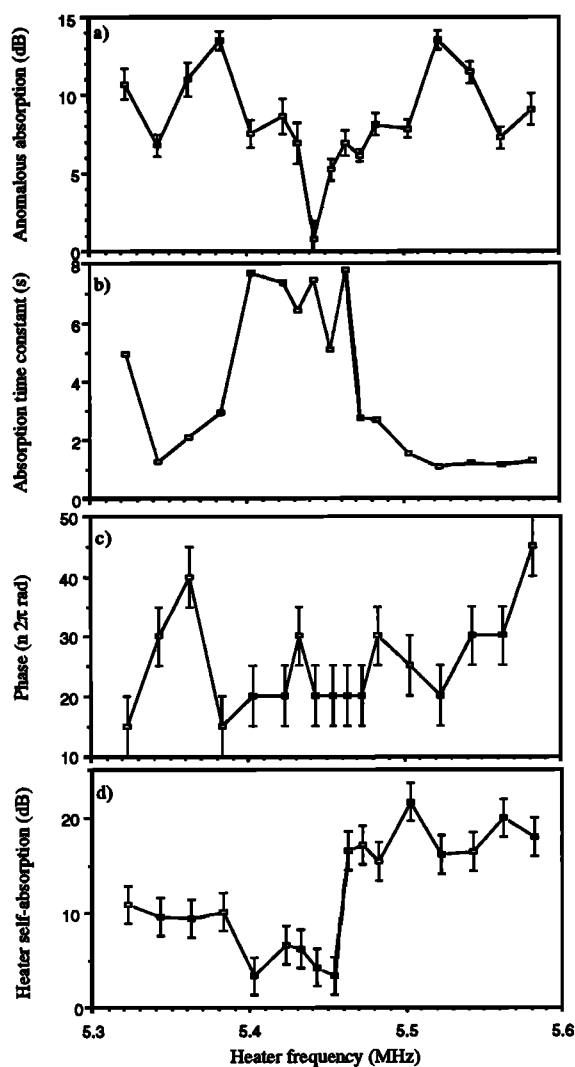 a)
Anomalous absorption (dB)
15
10
5
0
b)
Absorption time constant (s)
8
6
4
2
0
c)
Phase (n 2π rad)
50
40
30
20
10
d)
Heater self-absorption (dB)
20
10
0
5.3 5.4 5.5 5.6
Heater frequency (MHz)